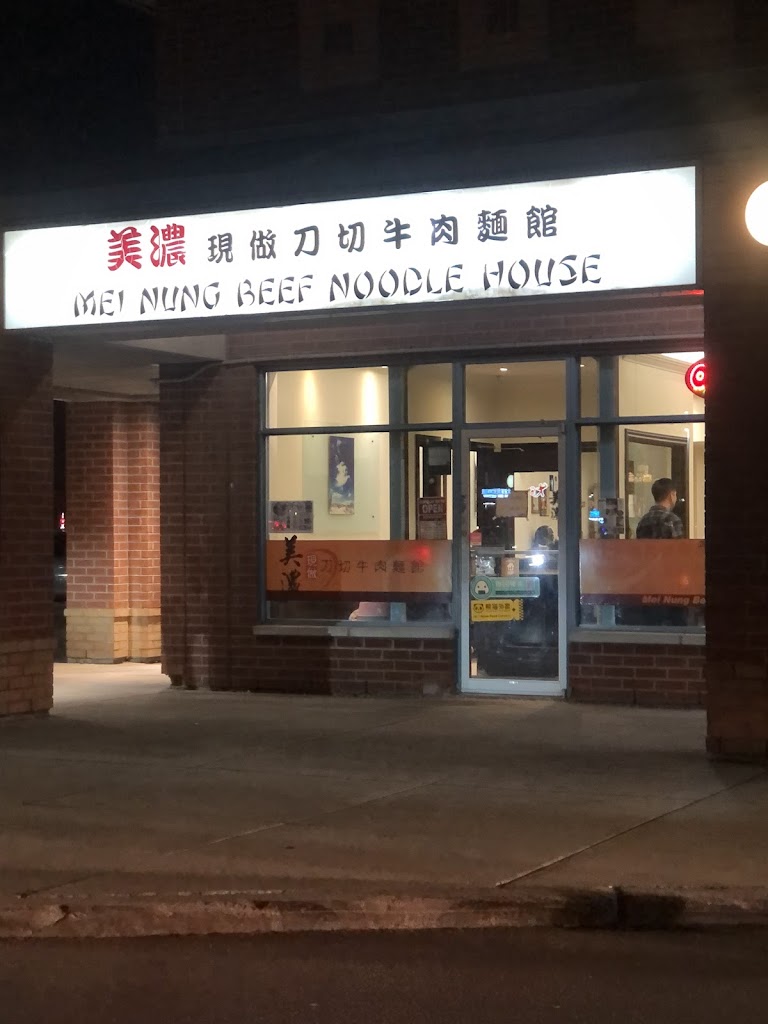 美濃 現做刀切牛肉麵館
MEI NUNG BEEF NOODLE HOUSE
OPEN
美濃 現做 刀切牛肉麵館
Mei Nung Be